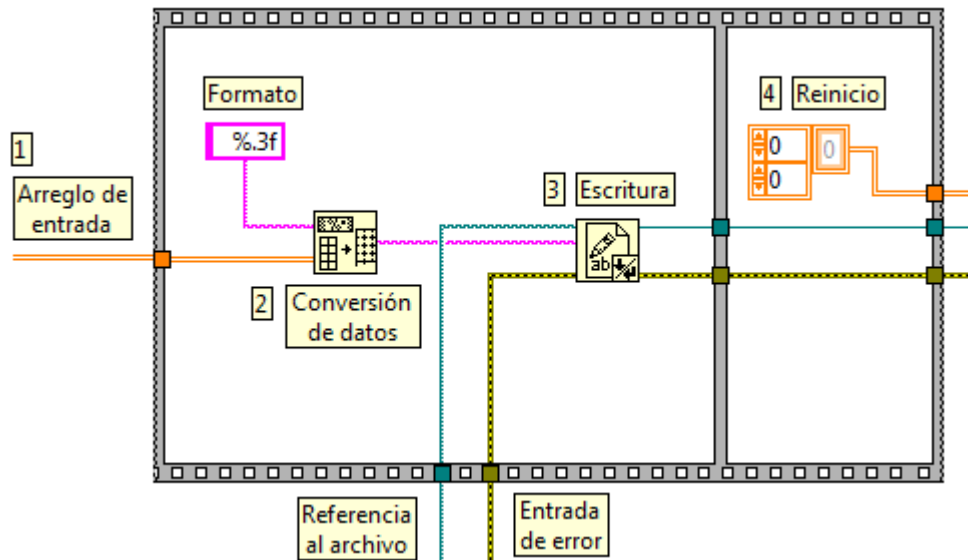 Formato
%.3f
1
Arreglo de
entrada
2
Conversión
de datos
3
Escritura
ab
4
Reinicio
0
0
0
Referencia
al archivo
Entrada
de error